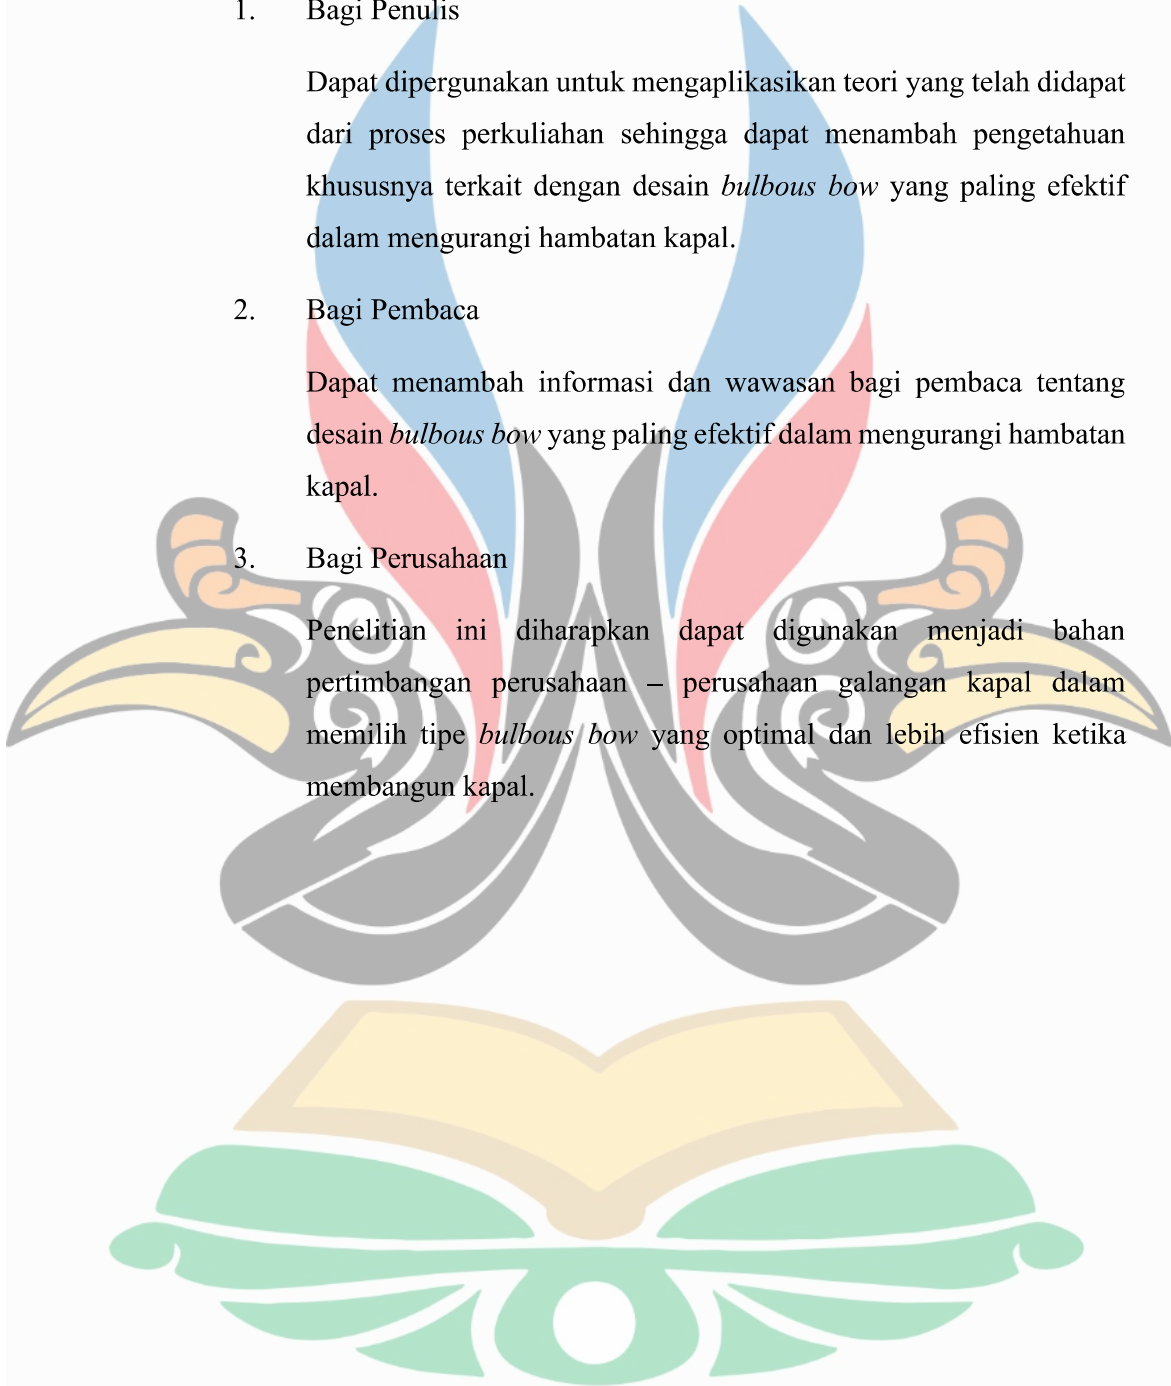 1. Bagi Penulis
Dapat dipergunakan untuk mengaplikasikan teori yang telah didapat
dari proses perkuliahan sehingga dapat menambah pengetahuan
khususnya terkait dengan desain bulbous bow yang paling efektif
dalam mengurangi hambatan kapal.
2. Bagi Pembaca
Dapat menambah informasi dan wawasan bagi pembaca tentang
desain bulbous bow yang paling efektif dalam mengurangi hambatan
kapal.
3. Bagi Perusahaan
Penelitian ini diharapkan dapat digunakan menjadi bahan
pertimbangan perusahaan – perusahaan galangan kapal dalam
memilih tipe bulbous bow yang optimal dan lebih efisien ketika
membangun kapal.